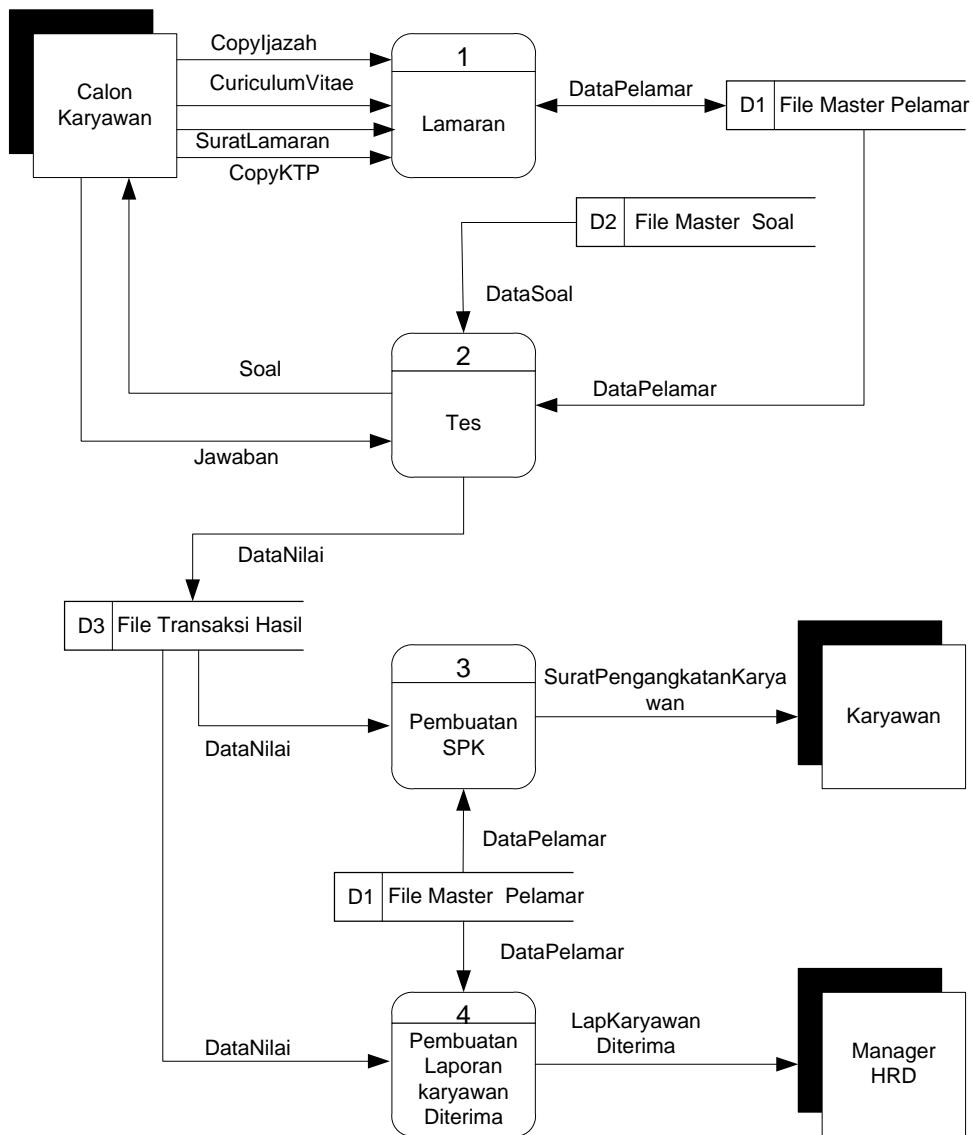 CopyIjazah
1
Calon
Karyawan
CuriculumVitae
Lamaran
DataPelamar
D1
File Master Pelamar
SuratLamaran
CopyKTP
D2
File Master  Soal
DataSoal
2
Soal
DataPelamar
Tes
Jawaban
DataNilai
D3
File Transaksi Hasil
3
SuratPengangkatanKarya
wan
Karyawan
Pembuatan
SPK
DataNilai
DataPelamar
D1
File Master  Pelamar
DataPelamar
4
LapKaryawan
Diterima
DataNilai
Pembuatan
Laporan
karyawan
Diterima
Manager
HRD